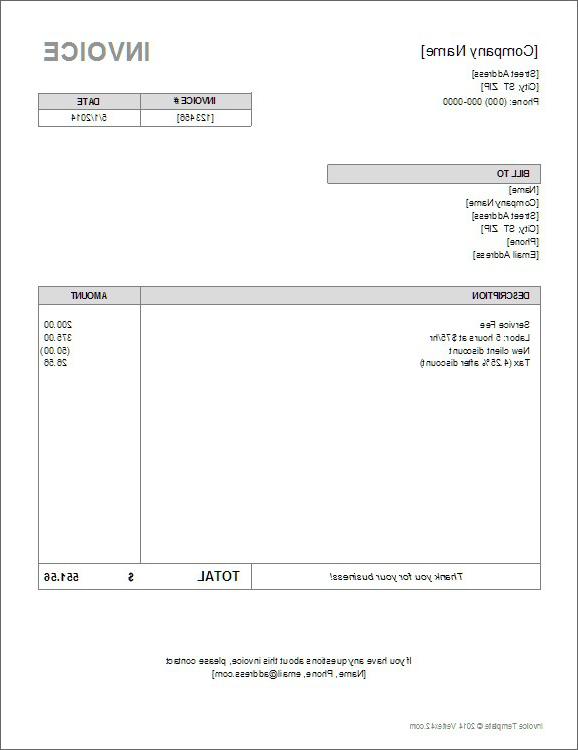 [Company Name] INVOICE
[Street Address]
[City, ST ZIP]
Phone: (000) 000-0000
INVOICE # DATE
[123456] 5/1/2014
BILL TO
[Name]
[Company Name]
[Street Address]
[City, ST ZIP]
[Phone]
[Email Address]
DESCRIPTION AMOUNT
Service Fee 200.00
Labor: 5 hours at $75/hr 375.00
New client discount (50.00)
Tax (4.25% after discount) 26.56
Thank you for your business! TOTAL $ 551.56
If you have any questions about this invoice, please contact
[Name, Phone, email@address.com]
Invoice Template © 2014 Vertex42.com